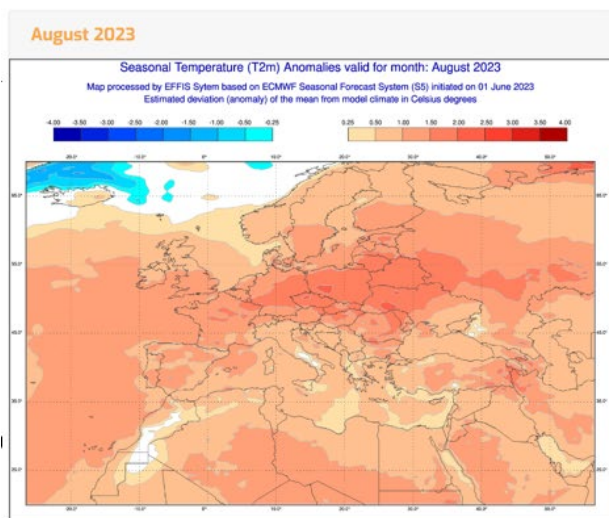 August 2023
Seasonal Temperature (T2m) Anomalies valid for month: August 2023
Map processed by EFFIS Sytem based on ECMWF Seasonal Forecast System (S5) initiated on 01 June 2023
Estimated deviation (anomaly) of the mean from model climate in Celsius degrees
-4.00 -3.50 -3.00 -2.50 -2.00 -1.50 -1.00 -0.50 -0.25 0.25 0.50 1.00 1.50 2.00 2.50 3.00 3.50 4.00